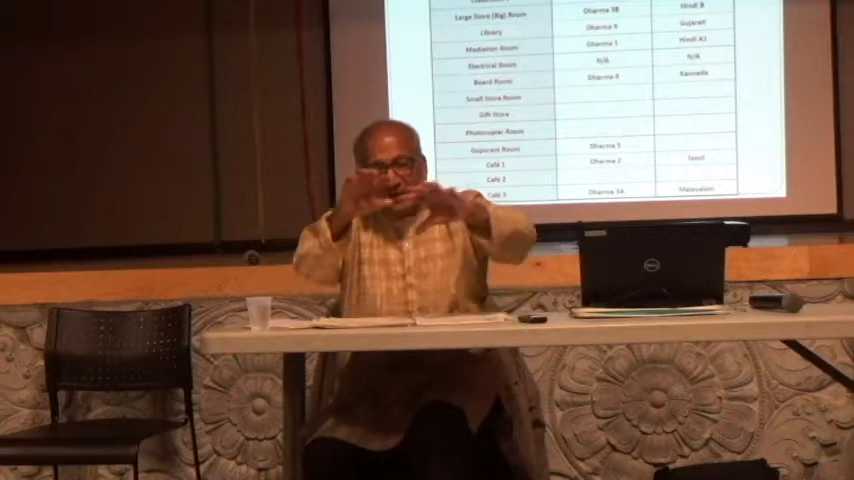 Dharma 3B Hindi B
Large Store (Big) Room Dharma 9 Gujarati
Library Dharma 1 Hindi A1
Mediation Room N/A N/A
Electrical Room Dharma 4 Kannada
Board Room
Small Store Room
Gift Store
Photocopier Room
Gopuram Room Dharma 5
Café 1 Dharma 2 Tamil
Café 2
Café 3 Dharma 3A Malayalam
DELL